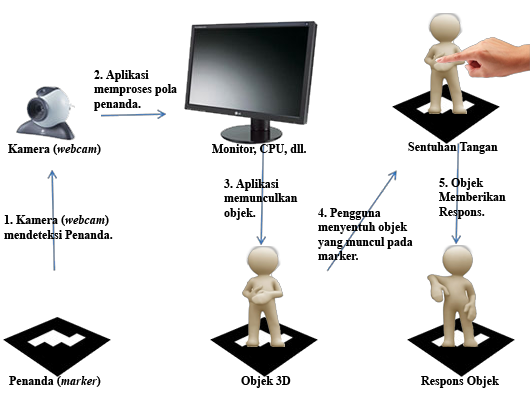 2. Aplikasi
memproses pola
penanda.
Kamera (webcam)
Monitor, CPU, dll.
Sentuhan Tangan
1. Kamera (webcam)
mendeteksi Penanda.
3. Aplikasi
memunculkan
objek.
4. Pengguna
menyentuh objek
yang muncul pada
marker.
5. Objek
Memberikan
Respons.
Penanda (marker)
Objek 3D
Respons Objek